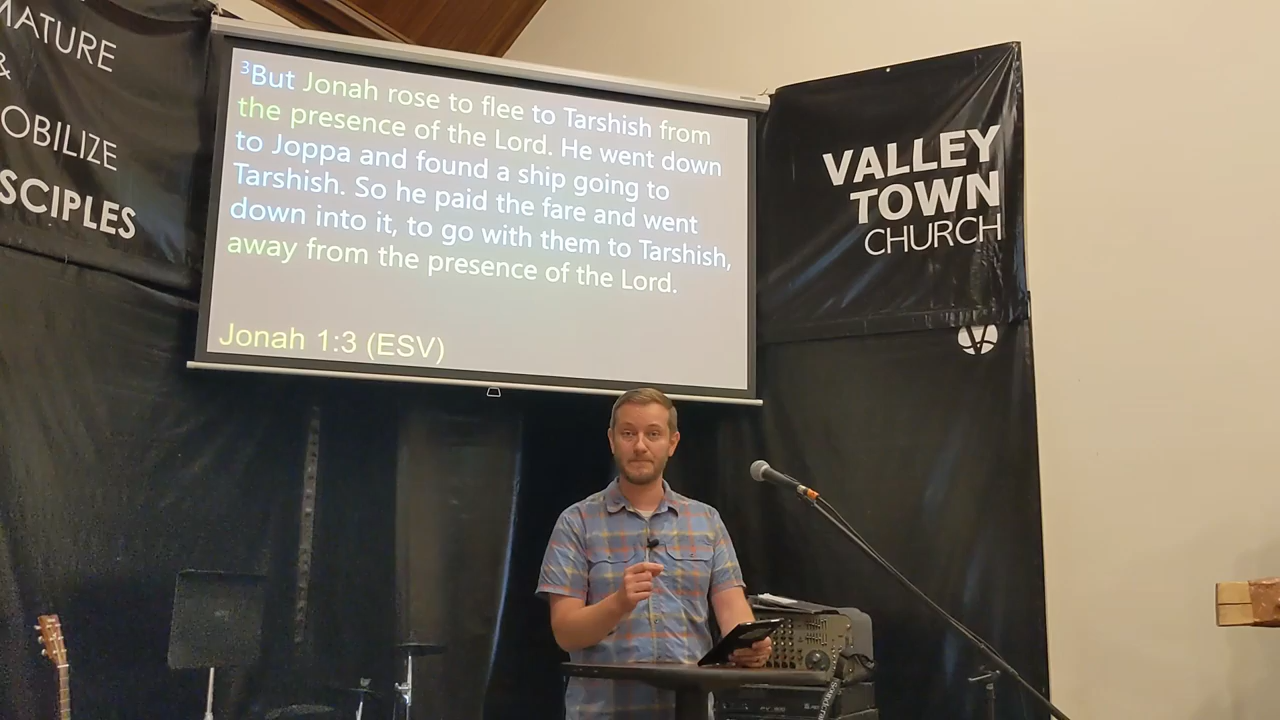 MATURE
&
OBILIZE
SCIPLES
3But Jonah rose to flee to Tarshish from
the presence of the Lord. He went down
to Joppa and found a ship going to
Tarshish. So he paid the fare and went
down into it, to go with them to Tarshish,
away from the presence of the Lord.
Jonah 1:3 (ESV)
VALLEY
TOWN
CHURCH